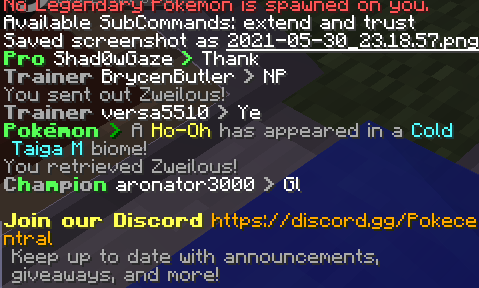 No Legendary Pokémon is spawned on you.
Available SubCommands: extend and trust
Saved screenshot as 2021-05-30_23.18.57.png
Pro Shad0wGaze > Thank
Trainer BrycenButler > NP
You sent out Zweilous!
Trainer versa5510 > Ye
Pokémon > A Ho-Oh has appeared in a Cold
Taiga M biome!
You retrieved Zweilous!
Champion aronator3000 > Gl
Join our Discord https://discord.gg/Pokece
ntral
Keep up to date with announcements,
giveaways, and more!